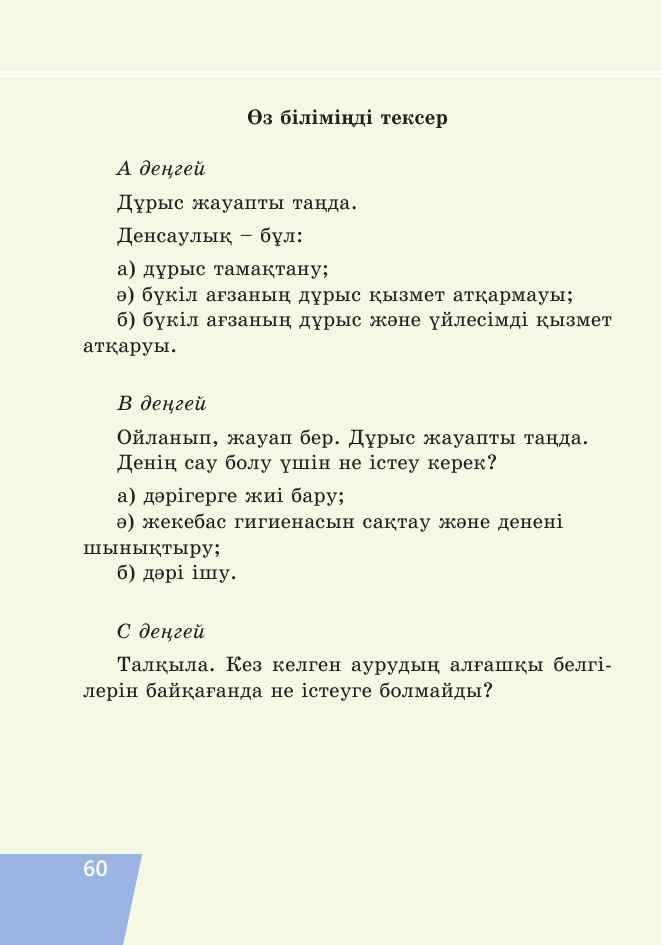 Өз біліміңді тексер
А деңгей
Дұрыс жауапты таңда.
Денсаулық – бұл:
а) дұрыс тамақтану;
ә) бүкіл ағзаның дұрыс қызмет атқармауы;
б) бүкіл ағзаның дұрыс және үйлесімді қызмет
атқаруы.
В деңгей
Ойланып, жауап бер. Дұрыс жауапты таңда.
Денің сау болу үшін не істеу керек?
а) дәрігерге жиі бару;
ә) жекебас гигиенасын сақтау және денені
шынықтыру;
б) дәрі ішу.
С деңгей
Талқыла. Кез келген аурудың алғашқы белгі-
лерін байқағанда не істеуге болмайды?
60